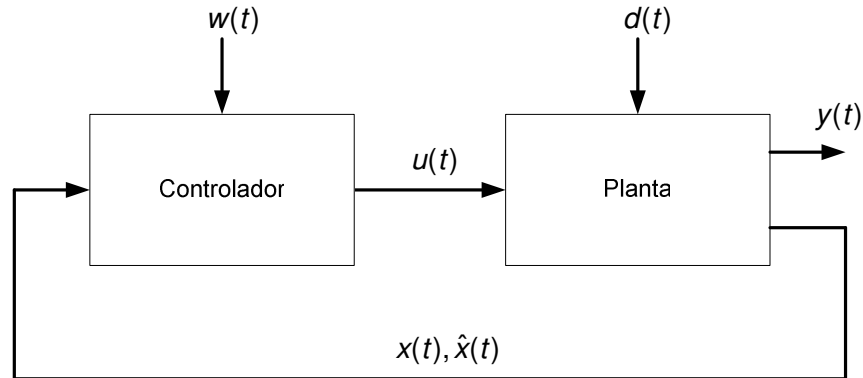 w(t)
d(t)
y(t)
u(t)
Controlador
Planta
x(t), x̂(t)